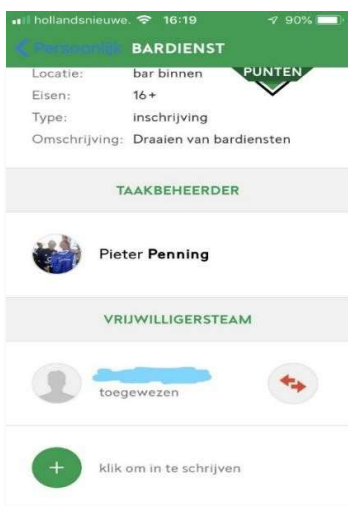 hollandsnieuwe. 16:19 90%
Persoonlijk BARDIENST
PUNTEN
Locatie: bar binnen
Eisen: 16+
Type: inschrijving
Omschrijving: Draaien van bardiensten
TAAKBEHEERDER
Pieter Penning
VRIJWILLIGERSTEAM
toegewezen
klik om in te schrijven